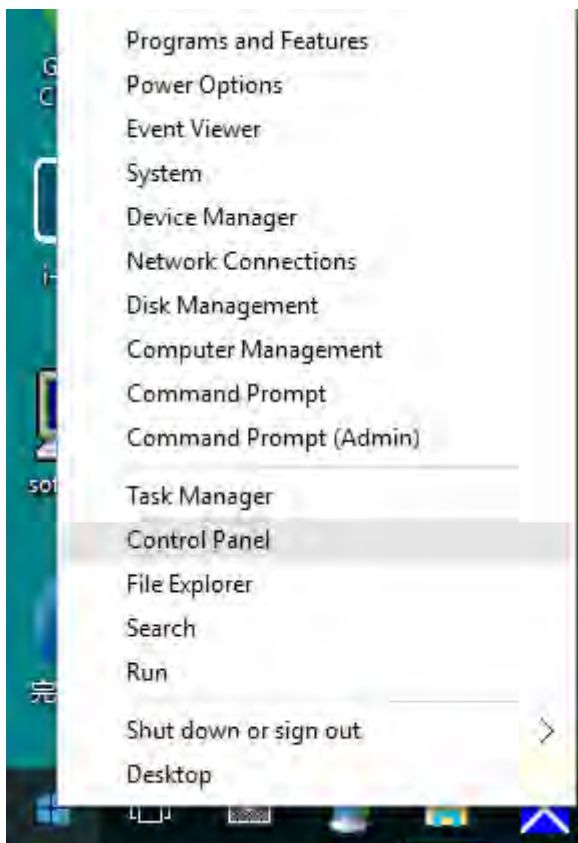 Programs and Features
Power Options
Event Viewer
System
Device Manager
Network Connections
Disk Management
Computer Management
Command Prompt
Command Prompt (Admin)
Task Manager
Control Panel
File Explorer
Search
Run
Shut down or sign out
Desktop